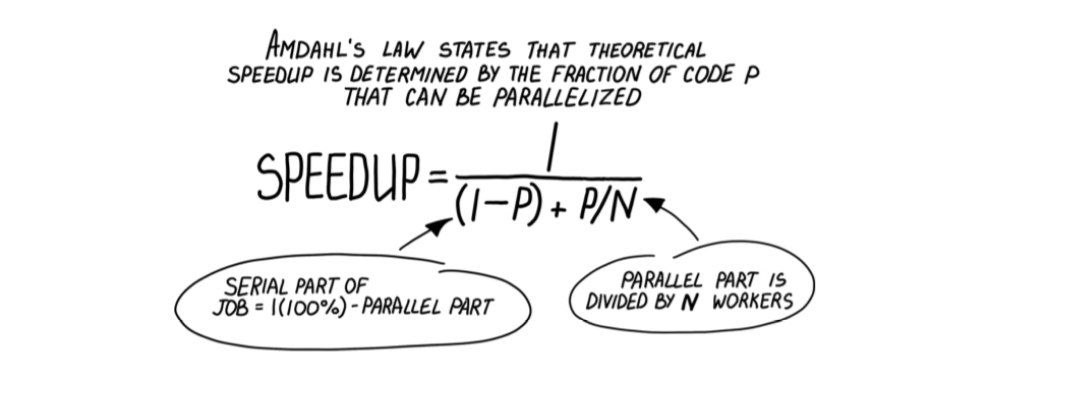 AMDAHL'S LAW STATES THAT THEORETICAL
SPEEDUP IS DETERMINED BY THE FRACTION OF CODE P
THAT CAN BE PARALLELIZED
SPEEDUP = 1
(1-P) + P/N
SERIAL PART OF
JOB = 1(100%) - PARALLEL PART
PARALLEL PART IS
DIVIDED BY N WORKERS